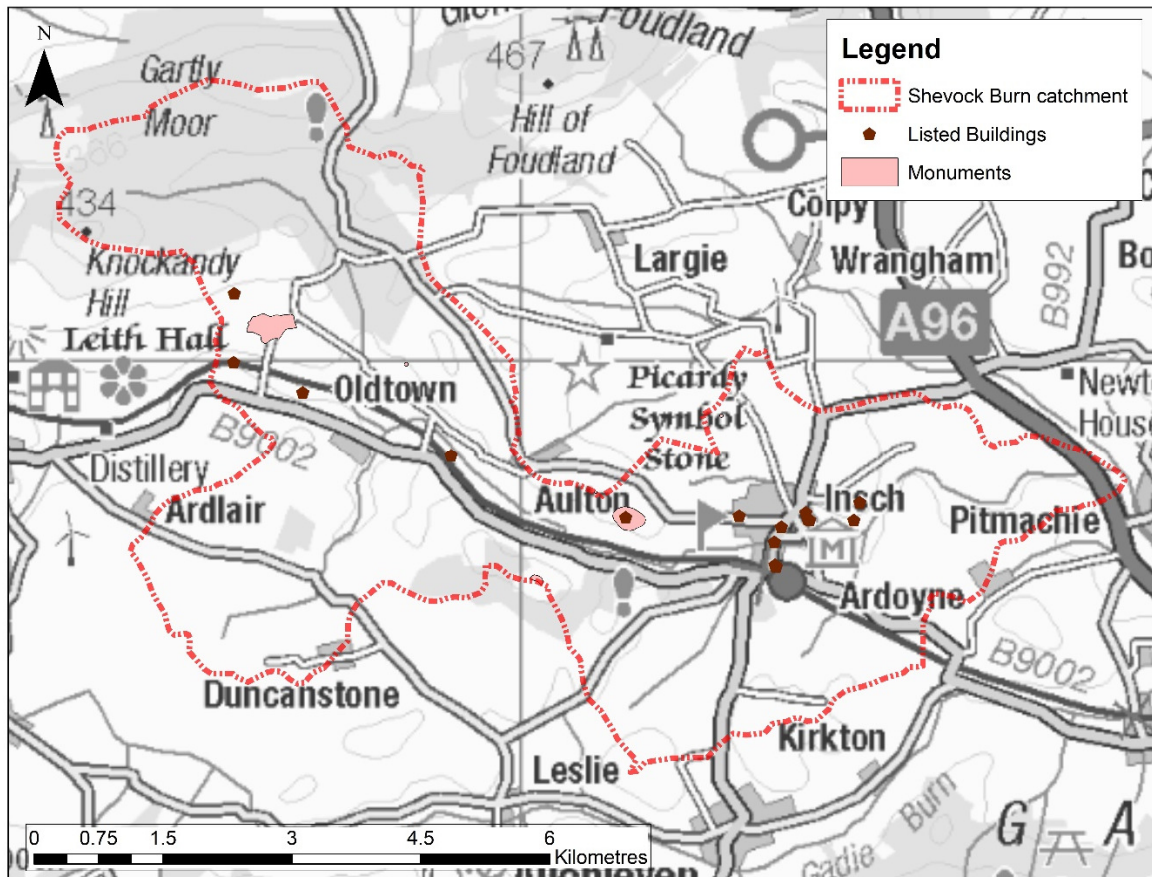 N
Gartly
Moor
Foudland
467
Hill of
Foudland
Legend
Shevock Burn catchment
Listed Buildings
Monuments
434
Knockandy
Hill
Leith Hall
Largie
Colpy
Wrangham
B992
A96
Oldtown
Picardy
Symbol
Stone
House
B9002
Distillery
Ardlair
Aulton
Insch
Pitmachie
M
Ardoyne
B9002
Duncanstone
Leslie
Kirkton
Burn
Gadie
G A
0 0.75 1.5 3 4.5 6
Kilometres